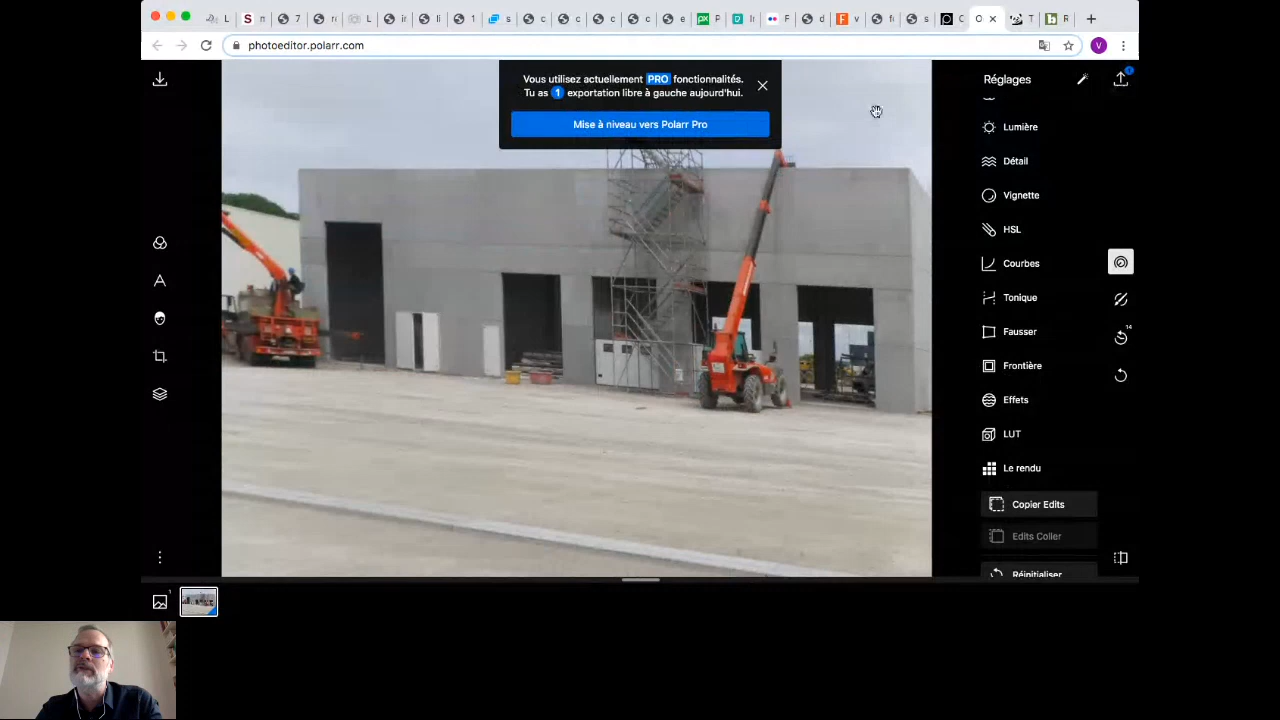 photoeditor.polarr.com
V
Vous utilisez actuellement PRO fonctionnalités.
Tu as 1 exportation libre à gauche aujourd'hui.
Mise à niveau vers Polarr Pro
Réglages
Lumière
Détail
Vignette
HSL
Courbes
Tonique
Fausser
Frontière
Effets
LUT
Le rendu
Copier Edits
Edits Coller
Réinitialiser
14
1